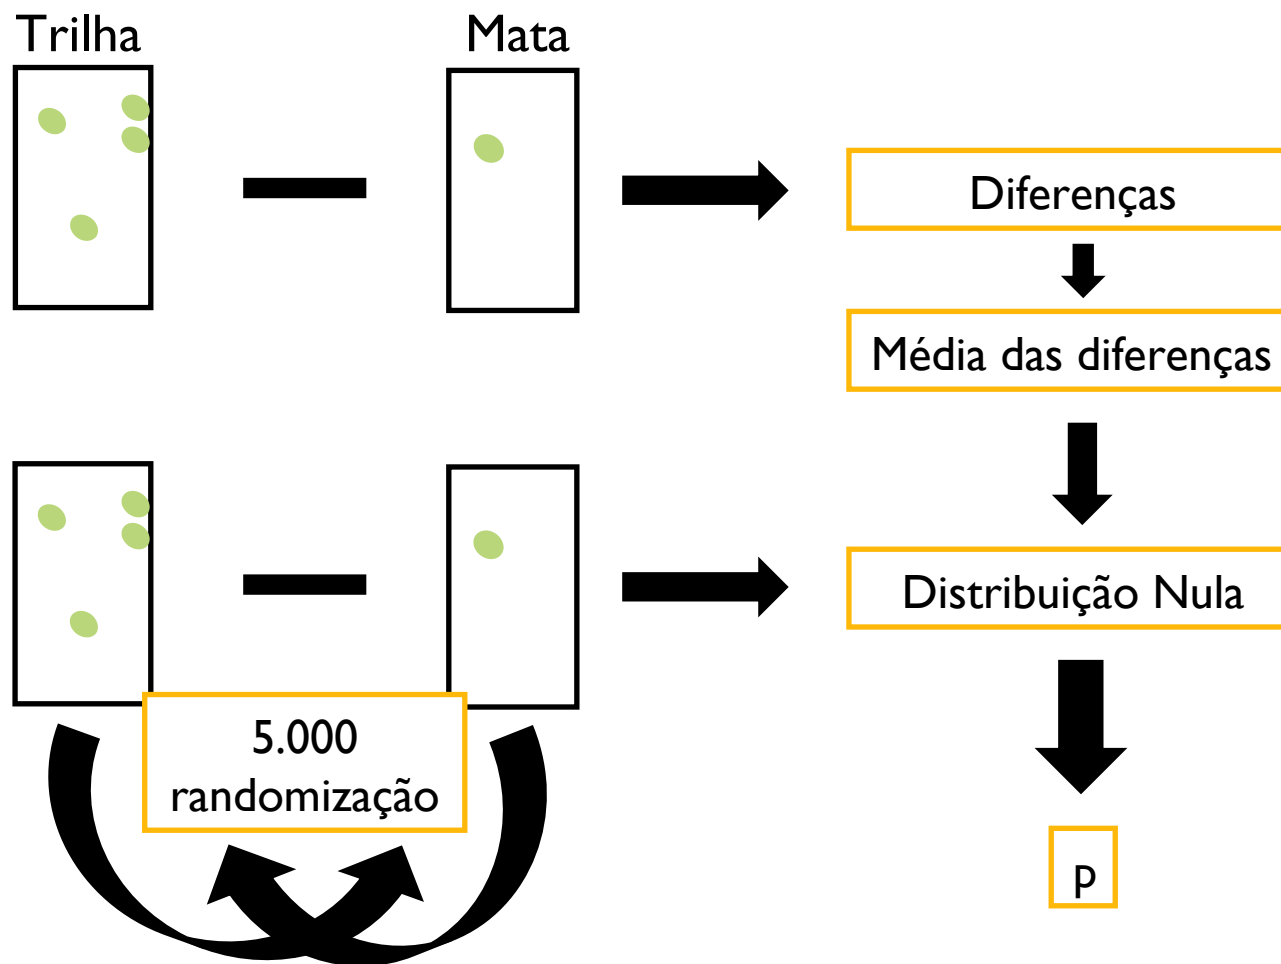 Trilha
Mata
Diferenças
Média das diferenças
Distribuição Nula
5.000
randomização
p